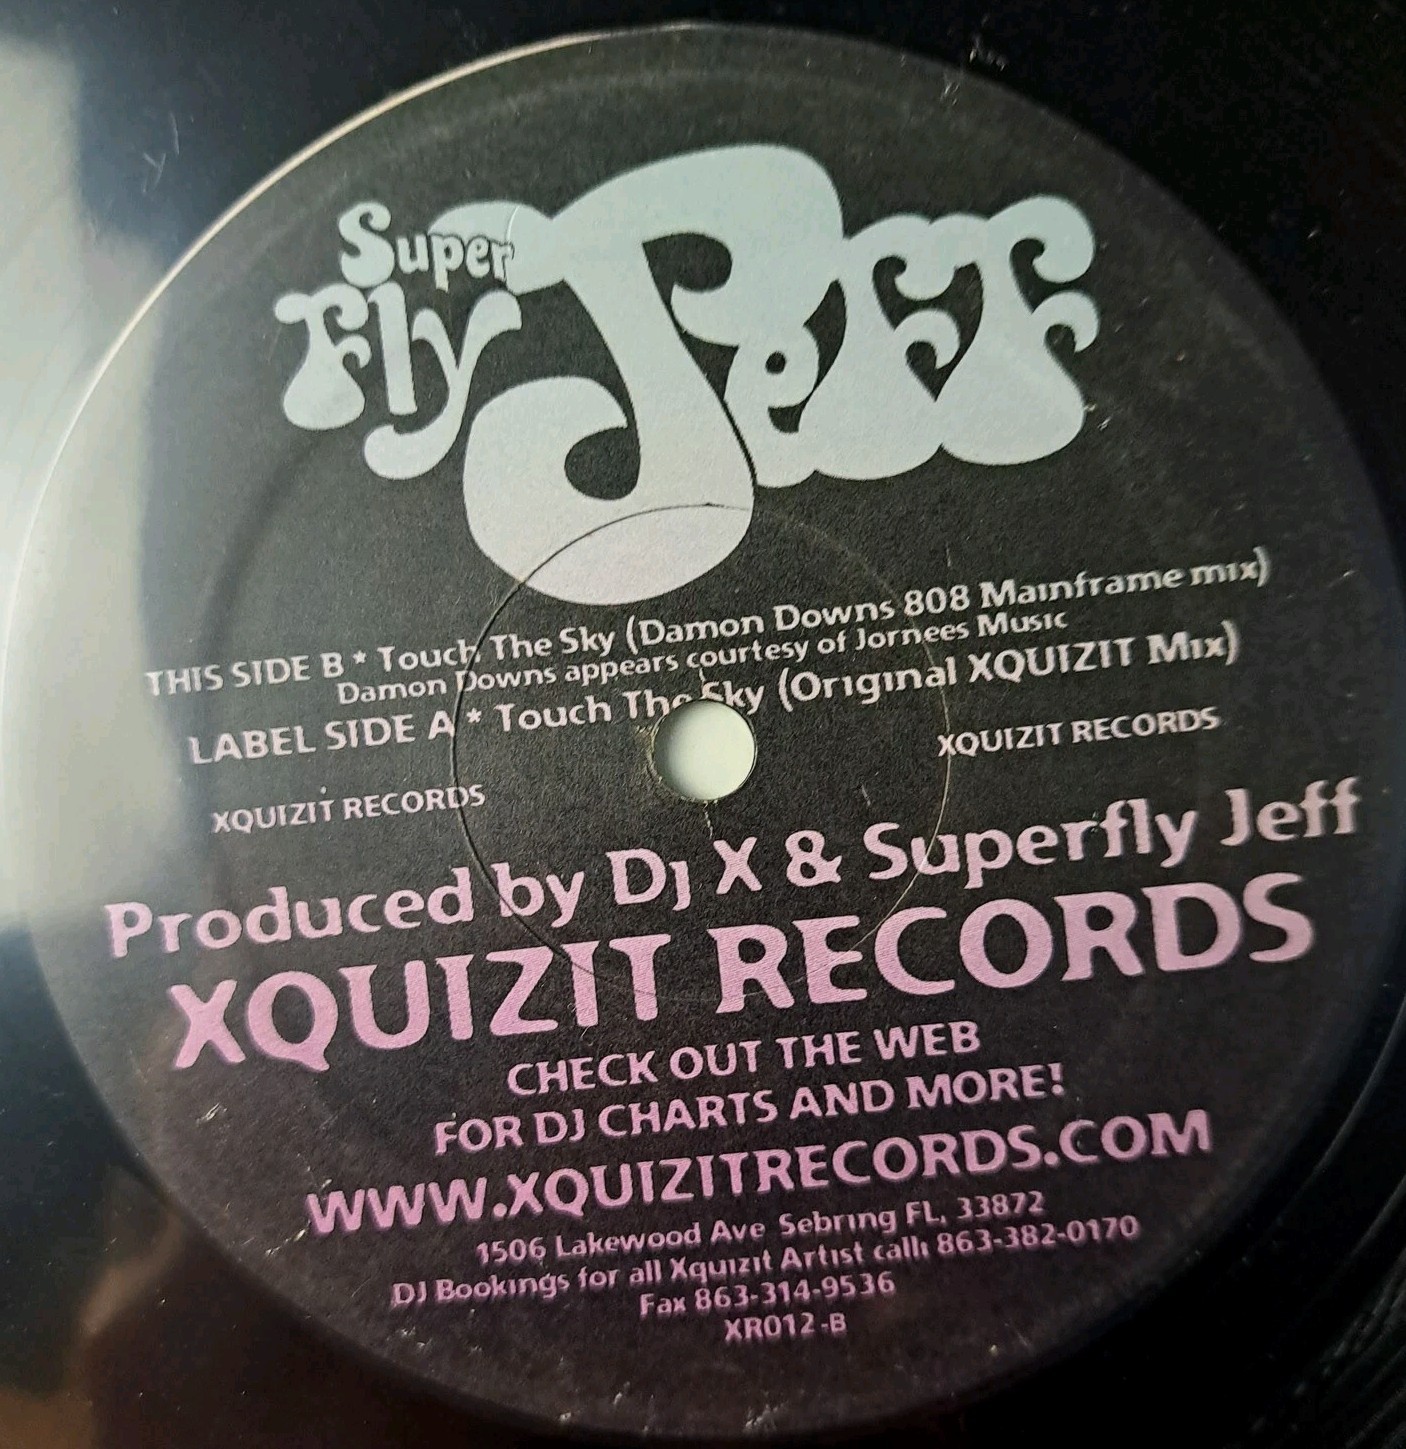 Super
Fly Jeff
THIS SIDE B * Touch The Sky (Damon Downs 808 Mainframe mix)
Damon Downs appears courtesy of Jornees Music
LABEL SIDE A * Touch The Sky (Original XQUIZIT Mix)
XQUIZIT RECORDS
XQUIZIT RECORDS
Produced by Dj X & Superfly Jeff
XQUIZIT RECORDS
CHECK OUT THE WEB
FOR DJ CHARTS AND MORE!
WWW.XQUIZITRECORDS.COM
1506 Lakewood Ave Sebring FL, 33872
DJ Bookings for all Xquizit Artist call: 863-382-0170
Fax 863-314-9536
XR012-B